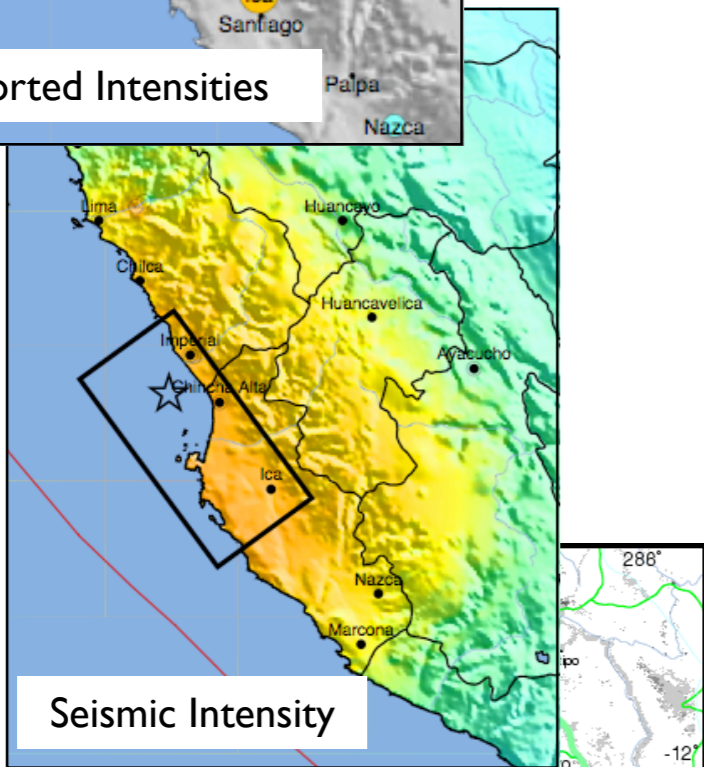 Santiago
orted Intensities
Palpa
Nazca
Lima
Huancayo
Chilca
Huancavelica
Imperial
Ayacucho
Chincha Alta
Ica
286°
Nazca
Marcona
ipo
Seismic Intensity
-12°